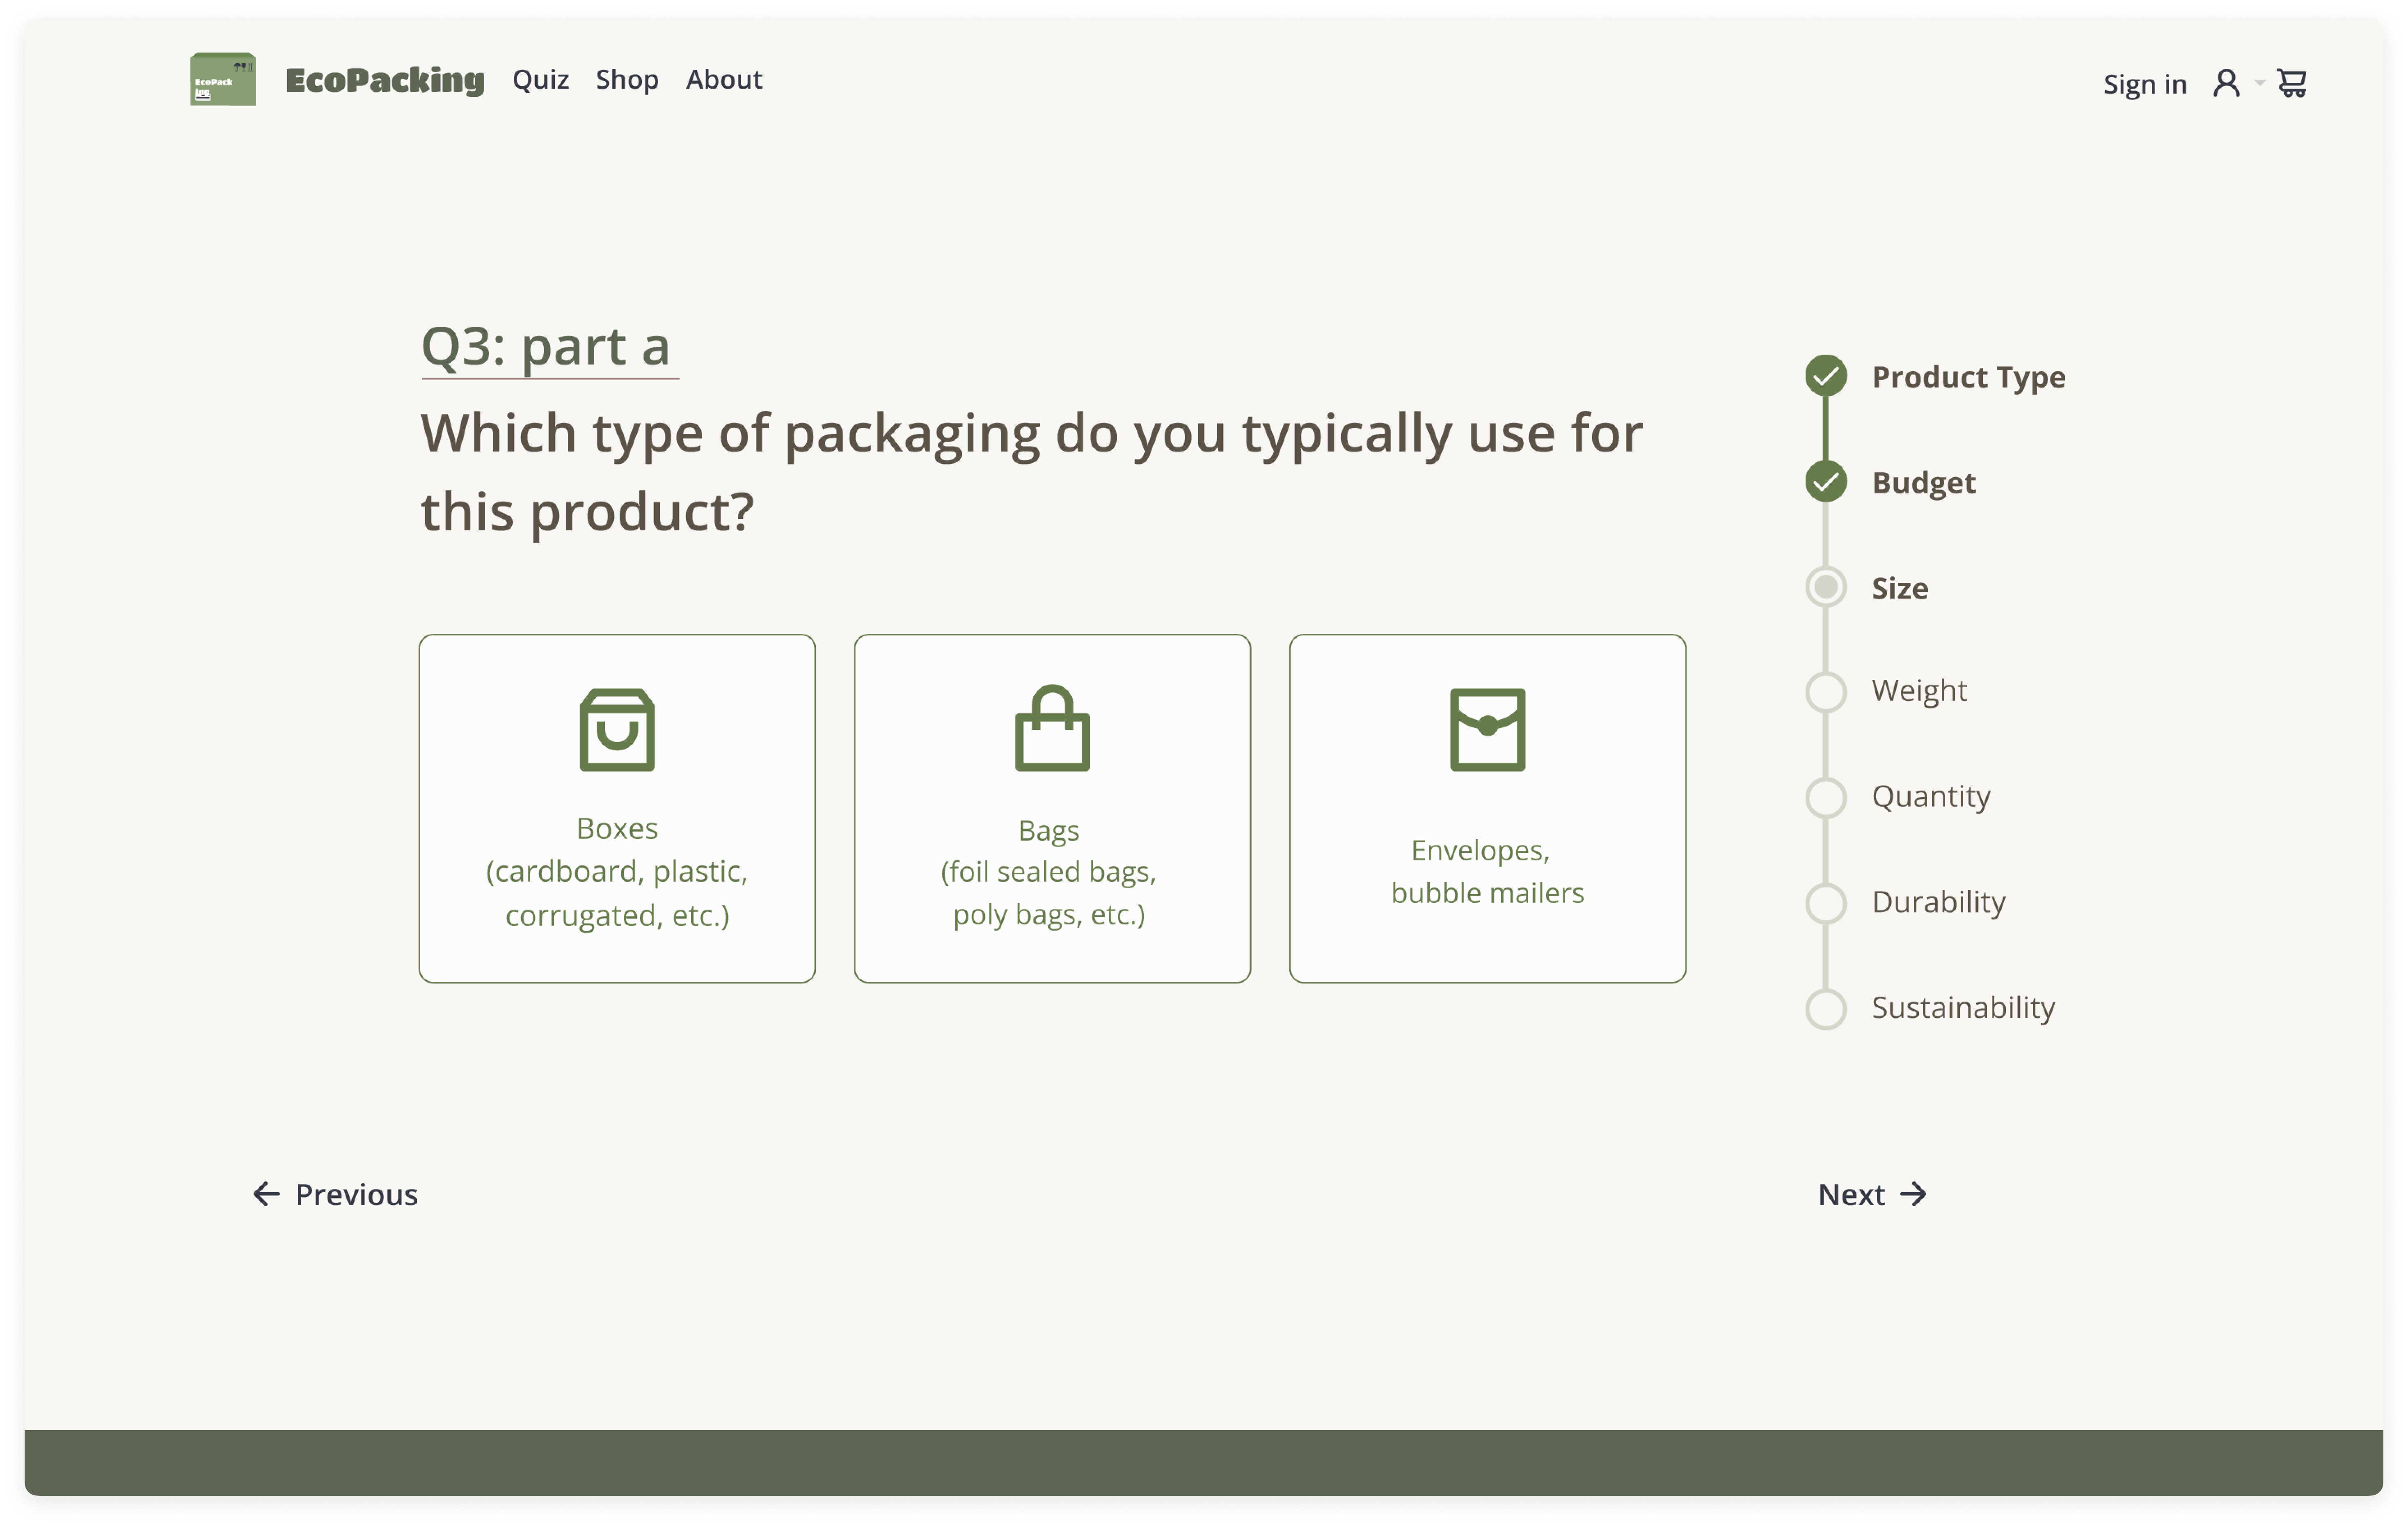 EcoPack
ing
EcoPacking
Quiz
Shop
About
Sign in
Q3: part a
Which type of packaging do you typically use for
this product?
Boxes
(cardboard, plastic,
corrugated, etc.)
Bags
(foil sealed bags,
poly bags, etc.)
Envelopes,
bubble mailers
Product Type
Budget
Size
Weight
Quantity
Durability
Sustainability
Previous
Next